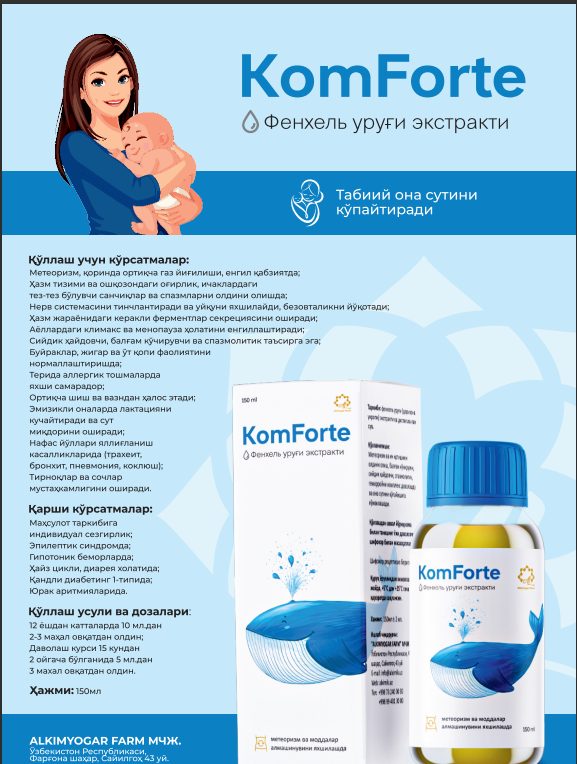 KomForte
Фенхель уруғи экстракти
Табиий она сутини
кўпайтиради
Қўллаш учун кўрсатмалар:
Метеоризм, қоринда ортиқча газ йиғилиши, енгил қабзиятда;
Ҳазм тизими ва ошқозондаги оғирлик, ичаклардаги
тез-тез бўлувчи санчиқлар ва спазмларни олдини олишда;
Нерв системасини тинчлантиради ва уйқуни яхшилайди, безовталикни йўқотади;
Ҳазм жараёнидаги керакли ферментлар секрециясини оширади;
Аёллардаги климакс ва менопауза ҳолатини енгиллаштиради;
Сийдик ҳайдовчи, балғам кўчирувчи ва спазмолитик таъсирга эга;
Буйраклар, жигар ва ўт қопи фаолиятини
нормаллаштиришда;
Терида аллергик тошмаларда
яхши самарадор;
Ортиқча шиш ва вазндан ҳалос этади;
Эмизикли оналарда лактацияни
кучайтиради ва сут
миқдорини оширади;
Нафас йўллари яллиғланиш
касалликларида (трахеит,
бронхит, пневмония, коклюш);
Тирноқлар ва сочлар
мустаҳкамлигини оширади.
Қарши кўрсатмалар:
Маҳсулот таркибига
индивидуал сезгирлик;
Эпилептик синдромда;
Гипотоник беморларда;
Ҳайз цикли, диарея холатида;
Қандли диабетинг 1-типида;
Юрак аритмияларида.
Қўллаш усули ва дозалари:
12 ёшдан катталарда 10 мл.дан
2-3 маҳал овқатдан олдин;
Даволаш курси 15 кундан
2 ойгача бўлганида 5 мл.дан
3 махал овқатдан олдин.
Ҳажми: 150мл
ALKIMYOGAR FARM МЧЖ.
Ўзбекистон Республикаси,
Фарғона шаҳар, Сайилгоҳ 43 уй.
150 ml
KomForte
Фенхель уруғи экстракти
метеоризм ва моддалар
алмашинувини яхшилашда
KomForte
Фенхель уруғи экстракти
метеоризм ва моддалар
алмашинувини яхшилашда
150 ml